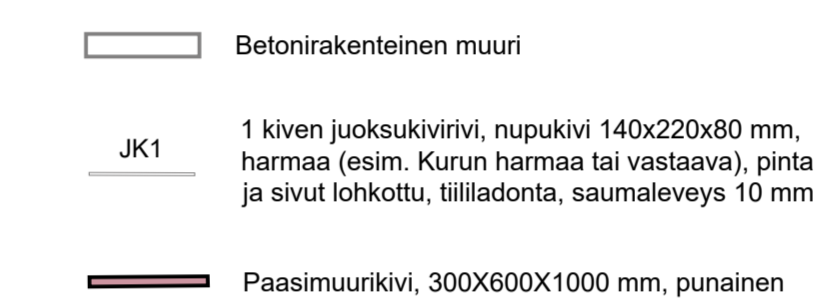 Betonirakenteinen muuri
JK1
1 kiven juoksukivirivi, nupukivi 140x220x80 mm,
harmaa (esim. Kurun harmaa tai vastaava), pinta
ja sivut lohkottu, tiililadonta, saumaleveys 10 mm
Paasimuurikivi, 300X600X1000 mm, punainen